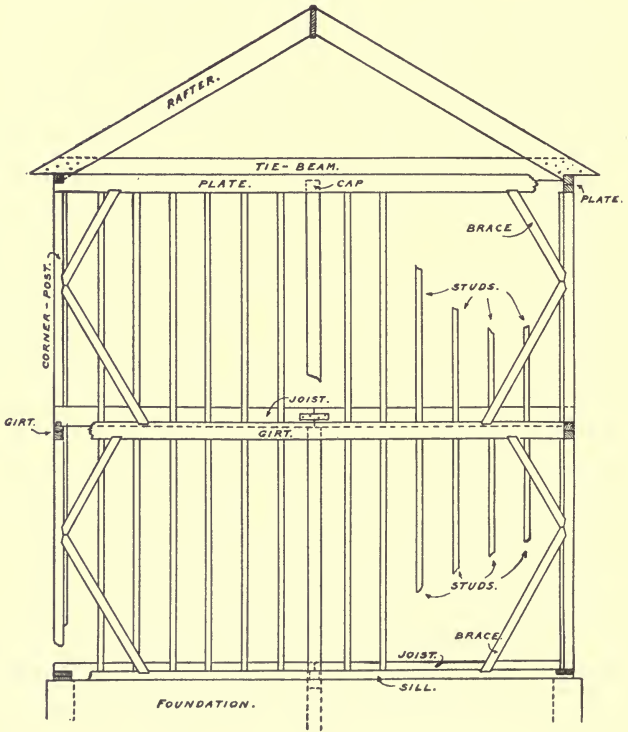 RAFTER.
TIE-BEAM.
PLATE.
CAP
PLATE.
BRACE
CORNER-POST.
STUDS.
JOIST.
GIRT.
GIRT.
STUDS.
BRACE.
JOIST.
SILL.
FOUNDATION.